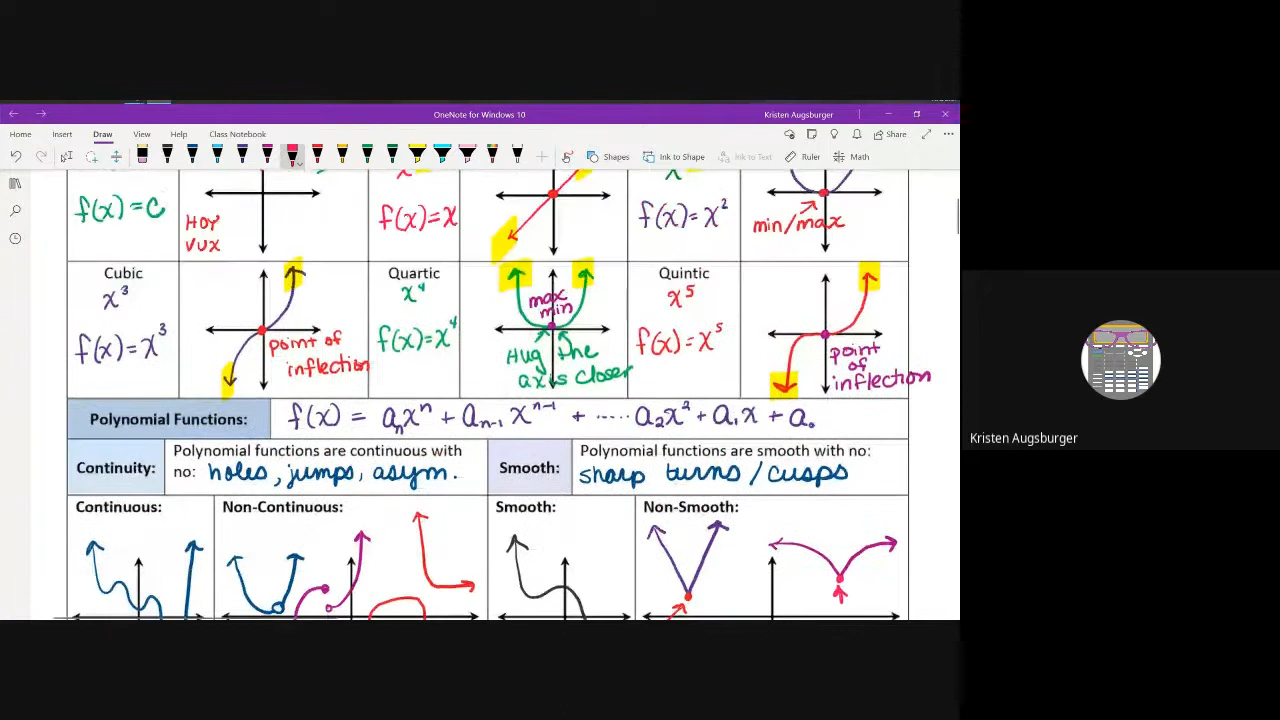 OneNote for Windows 10
Kristen Augsburger
Home Insert Draw View Help Class Notebook
Share
Shapes Ink to Shape Ink to Text Ruler Math
f(x) = C
HOY
VUX
f(x)=x
f(x)=x²
min/max
Cubic
x³
f(x)=x³
point of
inflection
Quartic
x⁴
f(x)=x⁴
max
min
Hug the
axis closer
Quintic
x⁵
f(x)=x⁵
point
of
inflection
Polynomial Functions: f(x) = aₙxⁿ + aₙ₋₁ xⁿ⁻¹ + ..... a₂x² + a₁x + a₀
Continuity:
Polynomial functions are continuous with
no: holes, jumps, asym.
Smooth:
Polynomial functions are smooth with no:
sharp turns / cusps
Continuous:
Non-Continuous:
Smooth:
Non-Smooth:
Kristen Augsburger